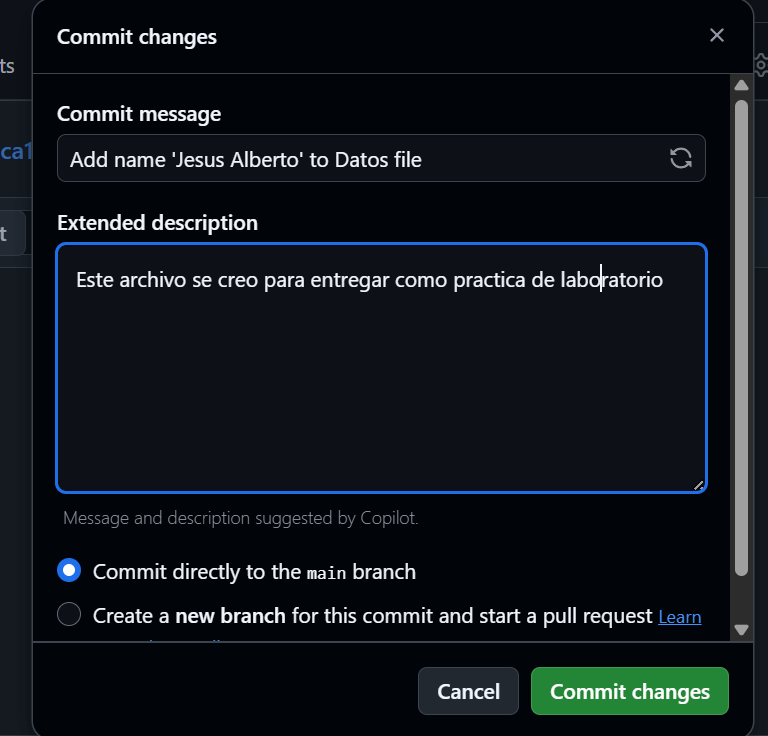 Commit changes
ts
Commit message
ca1
Add name 'Jesus Alberto' to Datos file
Extended description
t
Este archivo se creo para entregar como practica de laboratorio
Message and description suggested by Copilot.
Commit directly to the main branch
Create a new branch for this commit and start a pull request Learn
Cancel
Commit changes